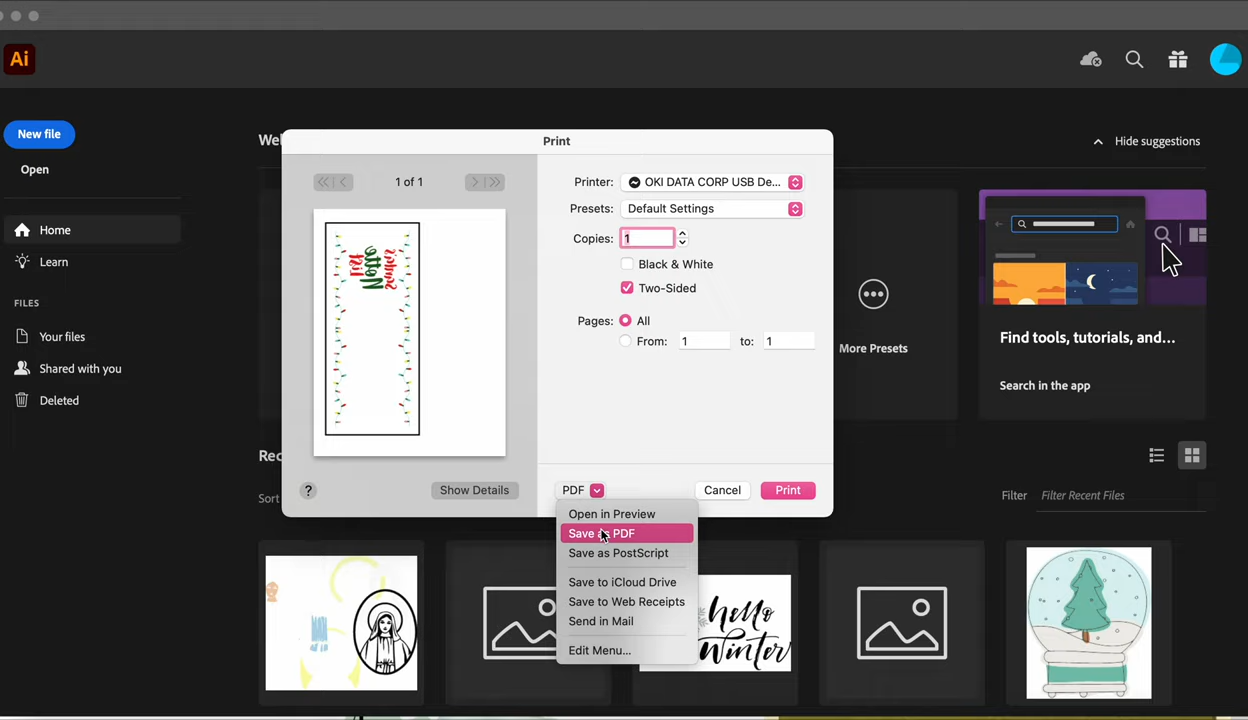 Ai
New file
Open
Home
Learn
FILES
Your files
Shared with you
Deleted
Hide suggestions
Print
1 of 1
Printer: OKI DATA CORP USB De...
Presets: Default Settings
Copies: 1
Black & White
Two-Sided
Pages: All
From: 1 to: 1
? Show Details
PDF
Cancel
Print
Open in Preview
Save as PDF
Save as PostScript
Save to iCloud Drive
Save to Web Receipts
Send in Mail
Edit Menu...
More Presets
Find tools, tutorials, and...
Search in the app
Rec
Sort
Filter Filter Recent Files
hello
Winter